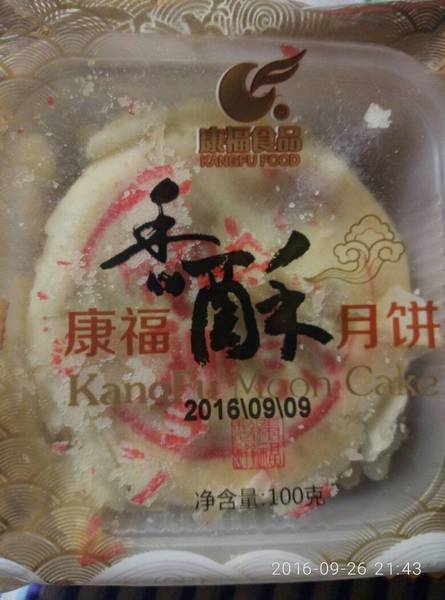 康福食品
KANGFU FOOD
香酥
康福 月饼
KangFu Moon Cake
2016\09\09
净含量:100克
2016-09-26 21:43